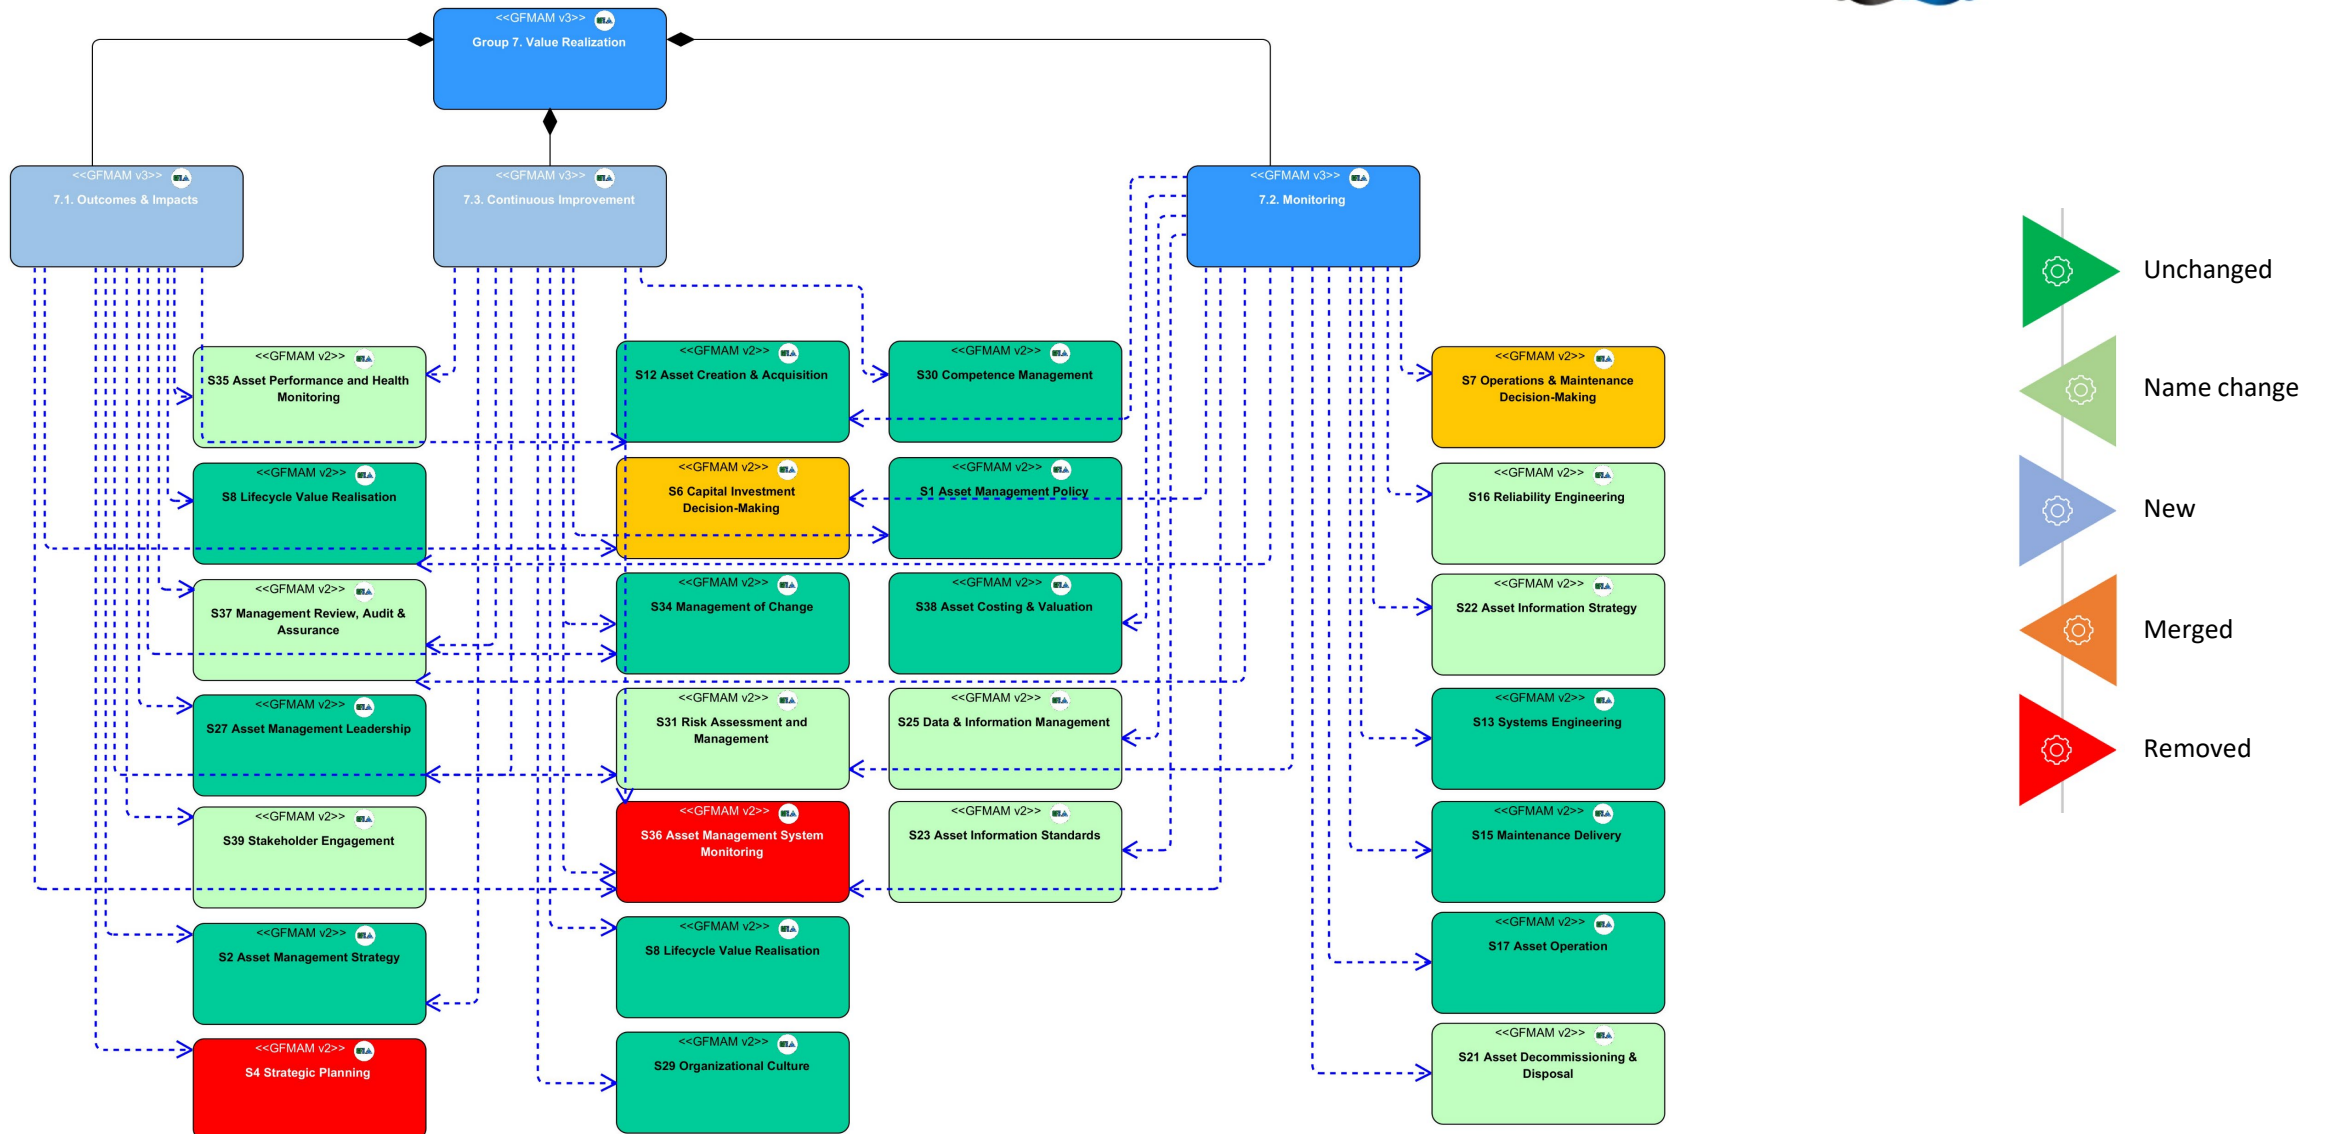 <<GFMAM v3>>
Group 7. Value Realization
<<GFMAM v3>>
7.1. Outcomes & Impacts
<<GFMAM v3>>
7.3. Continuous Improvement
<<GFMAM v3>>
7.2. Monitoring
<<GFMAM v2>>
S35 Asset Performance and Health
Monitoring
<<GFMAM v2>>
S12 Asset Creation & Acquisition
<<GFMAM v2>>
S30 Competence Management
<<GFMAM v2>>
S7 Operations & Maintenance
Decision-Making
<<GFMAM v2>>
S8 Lifecycle Value Realisation
<<GFMAM v2>>
S6 Capital Investment
Decision-Making
<<GFMAM v2>>
S1 Asset Management Policy
<<GFMAM v2>>
S16 Reliability Engineering
<<GFMAM v2>>
S37 Management Review, Audit &
Assurance
<<GFMAM v2>>
S34 Management of Change
<<GFMAM v2>>
S38 Asset Costing & Valuation
<<GFMAM v2>>
S22 Asset Information Strategy
<<GFMAM v2>>
S27 Asset Management Leadership
<<GFMAM v2>>
S31 Risk Assessment and
Management
<<GFMAM v2>>
S25 Data & Information Management
<<GFMAM v2>>
S13 Systems Engineering
<<GFMAM v2>>
S39 Stakeholder Engagement
<<GFMAM v2>>
S36 Asset Management System
Monitoring
<<GFMAM v2>>
S23 Asset Information Standards
<<GFMAM v2>>
S15 Maintenance Delivery
<<GFMAM v2>>
S2 Asset Management Strategy
<<GFMAM v2>>
S8 Lifecycle Value Realisation
<<GFMAM v2>>
S17 Asset Operation
<<GFMAM v2>>
S4 Strategic Planning
<<GFMAM v2>>
S29 Organizational Culture
<<GFMAM v2>>
S21 Asset Decommissioning &
Disposal
Unchanged
Name change
New
Merged
Removed